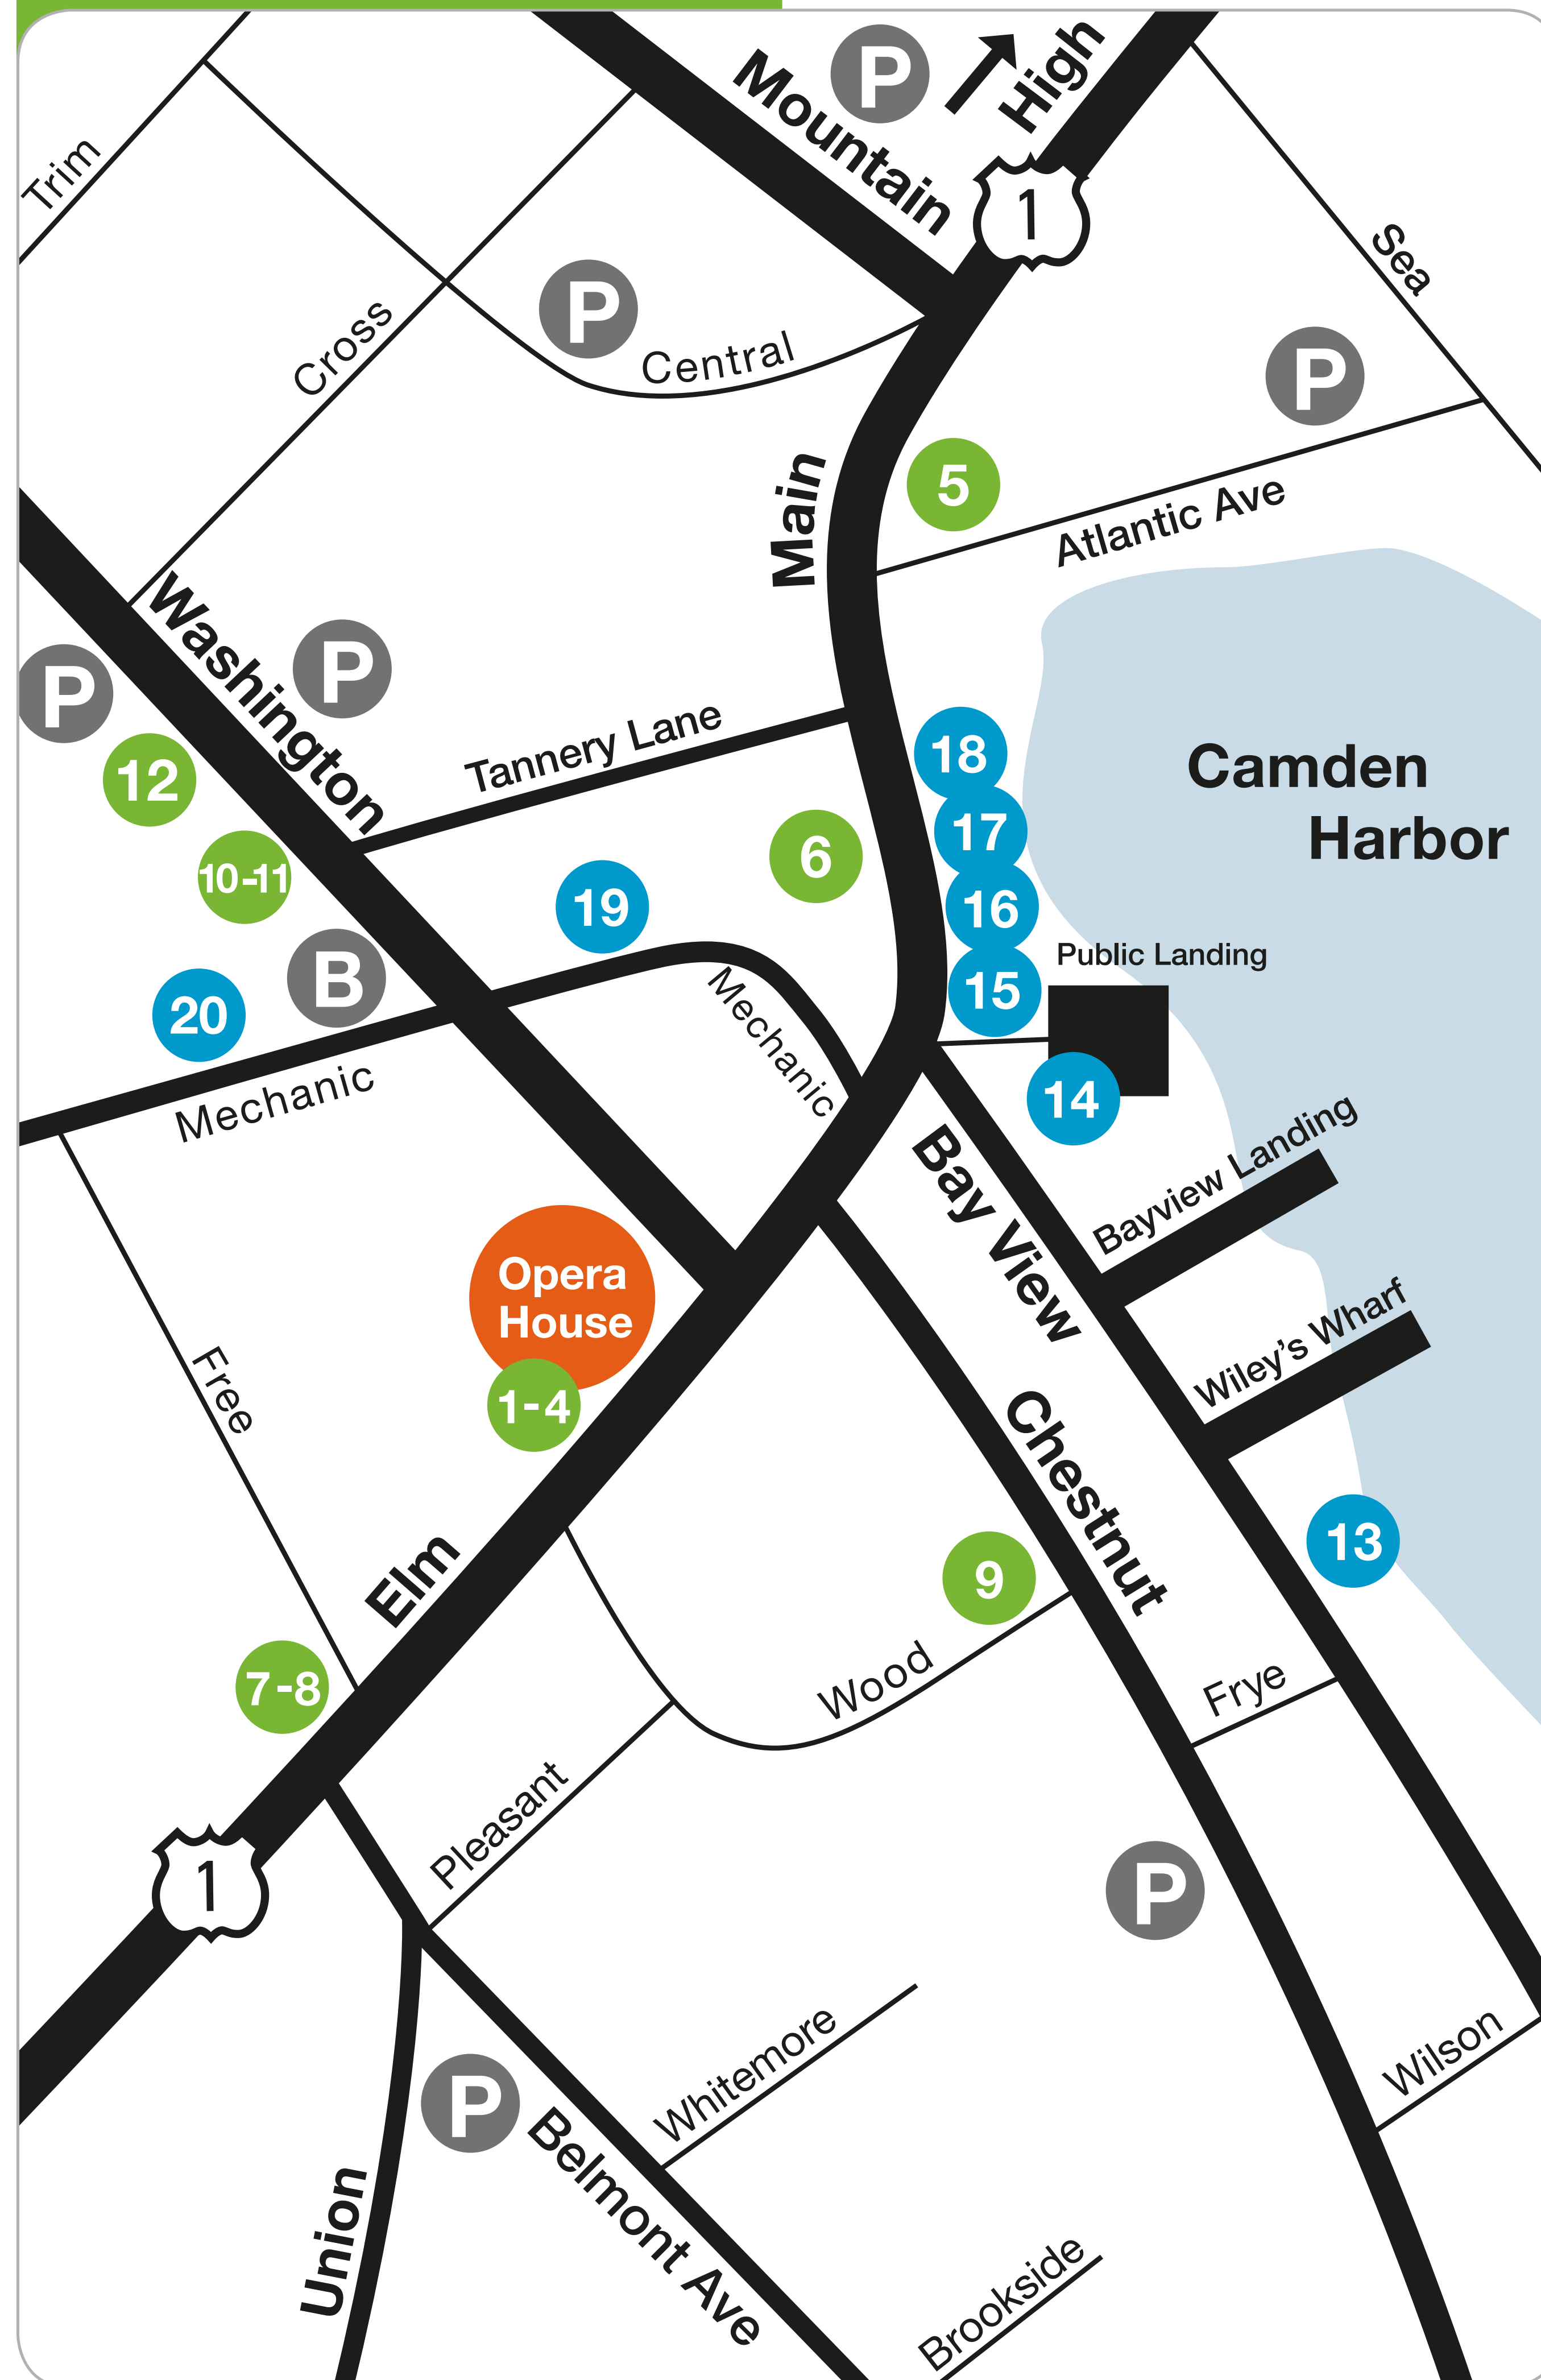 P
High
Mountain
1
Trim
Sea
P
Cross
Central
P
5
Main
Atlantic Ave
Washington
P
P
Tannery Lane
12
18
Camden
Harbor
17
6
10-11
19
16
B
Public Landing
15
20
Mechanic
Mechanic
14
Bay View
Bayview Landing
Opera
House
1-4
Wiley’s Wharf
Free
Chestnut
13
Elm
9
7-8
Wood
Frye
Pleasant
1
P
Whitemore
Wilson
P
Belmont Ave
Union
Brookside